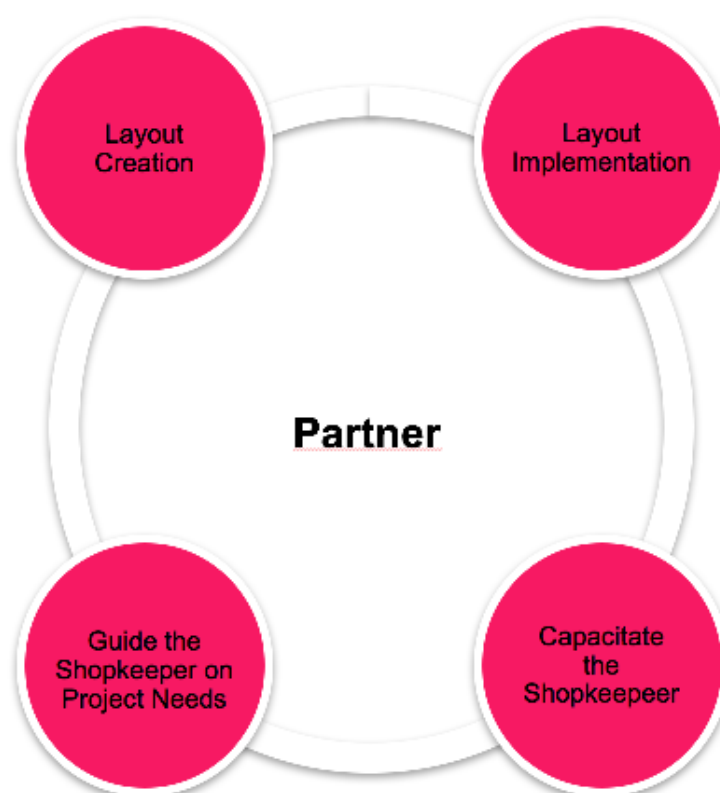 Layout
Creation
Layout
Implementation
Partner
Guide the
Shopkeeper on
Project Needs
Capacitate
the
Shopkeepeer